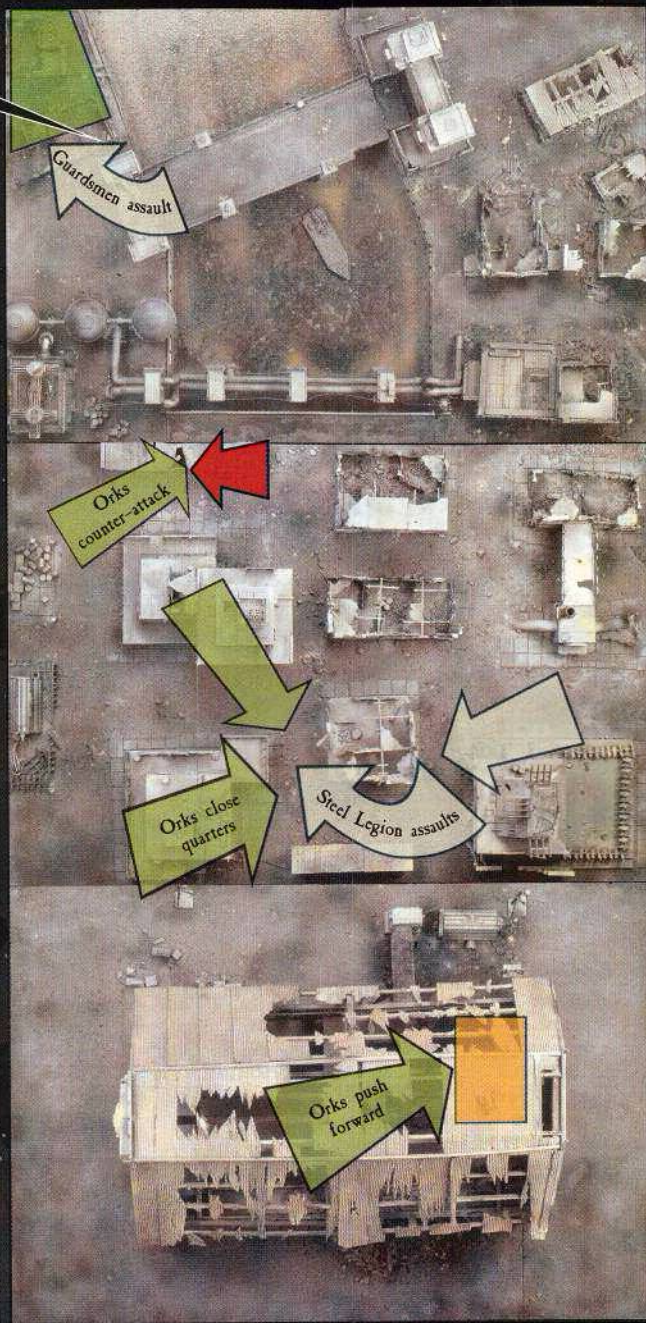 Guardsmen assault
Orks
counter-attack
Orks close
quarters
Steel Legion assaults
Orks push
forward